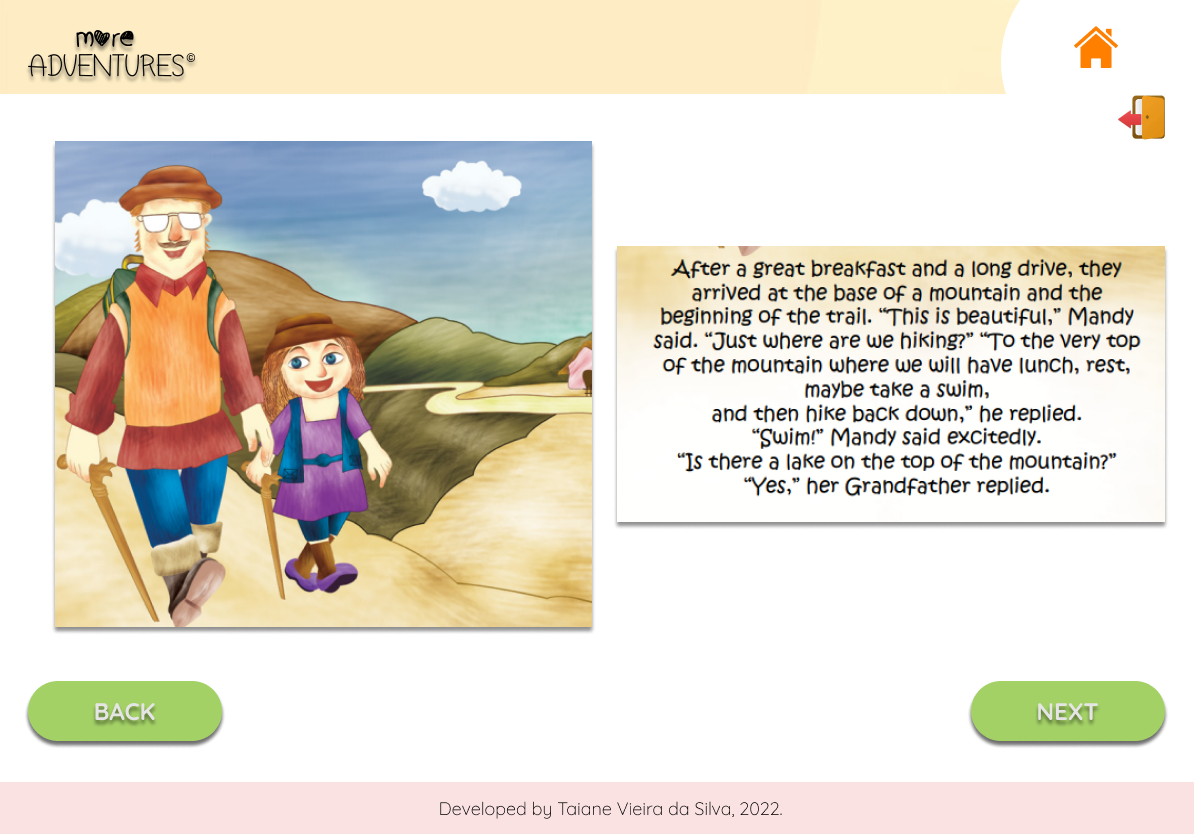 more
ADVENTURES©
After a great breakfast and a long drive, they
arrived at the base of a mountain and the
beginning of the trail. “This is beautiful,” Mandy
said. “Just where are we hiking?” “To the very top
of the mountain where we will have lunch, rest,
maybe take a swim,
and then hike back down,” he replied.
“Swim!” Mandy said excitedly.
“Is there a lake on the top of the mountain?”
“Yes,” her Grandfather replied.
BACK
NEXT
Developed by Taiane Vieira da Silva, 2022.